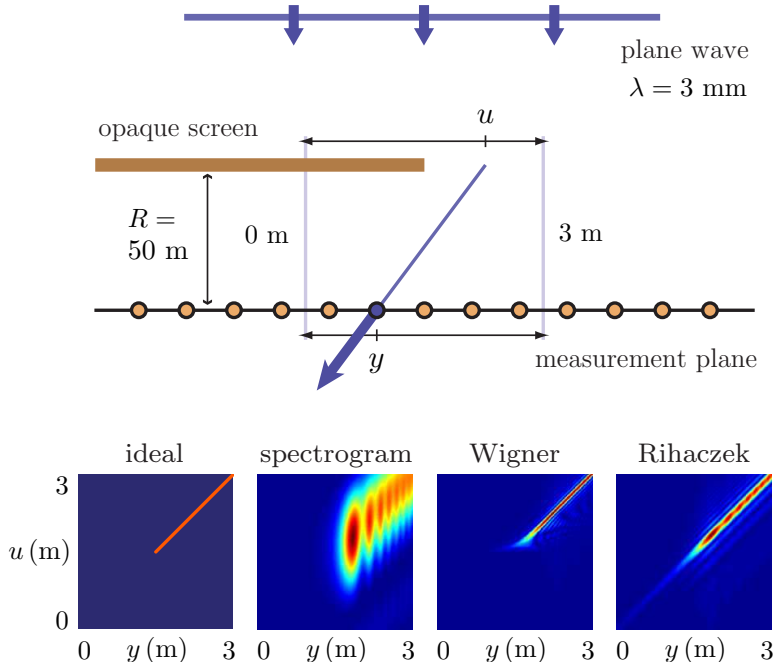 plane wave
λ = 3 mm
u
opaque screen
R =
50 m
0 m
3 m
y
measurement plane
ideal
spectrogram
Wigner
Rihaczek
3
u (m)
0
0 y (m) 3
0 y (m) 3
0 y (m) 3
0 y (m) 3